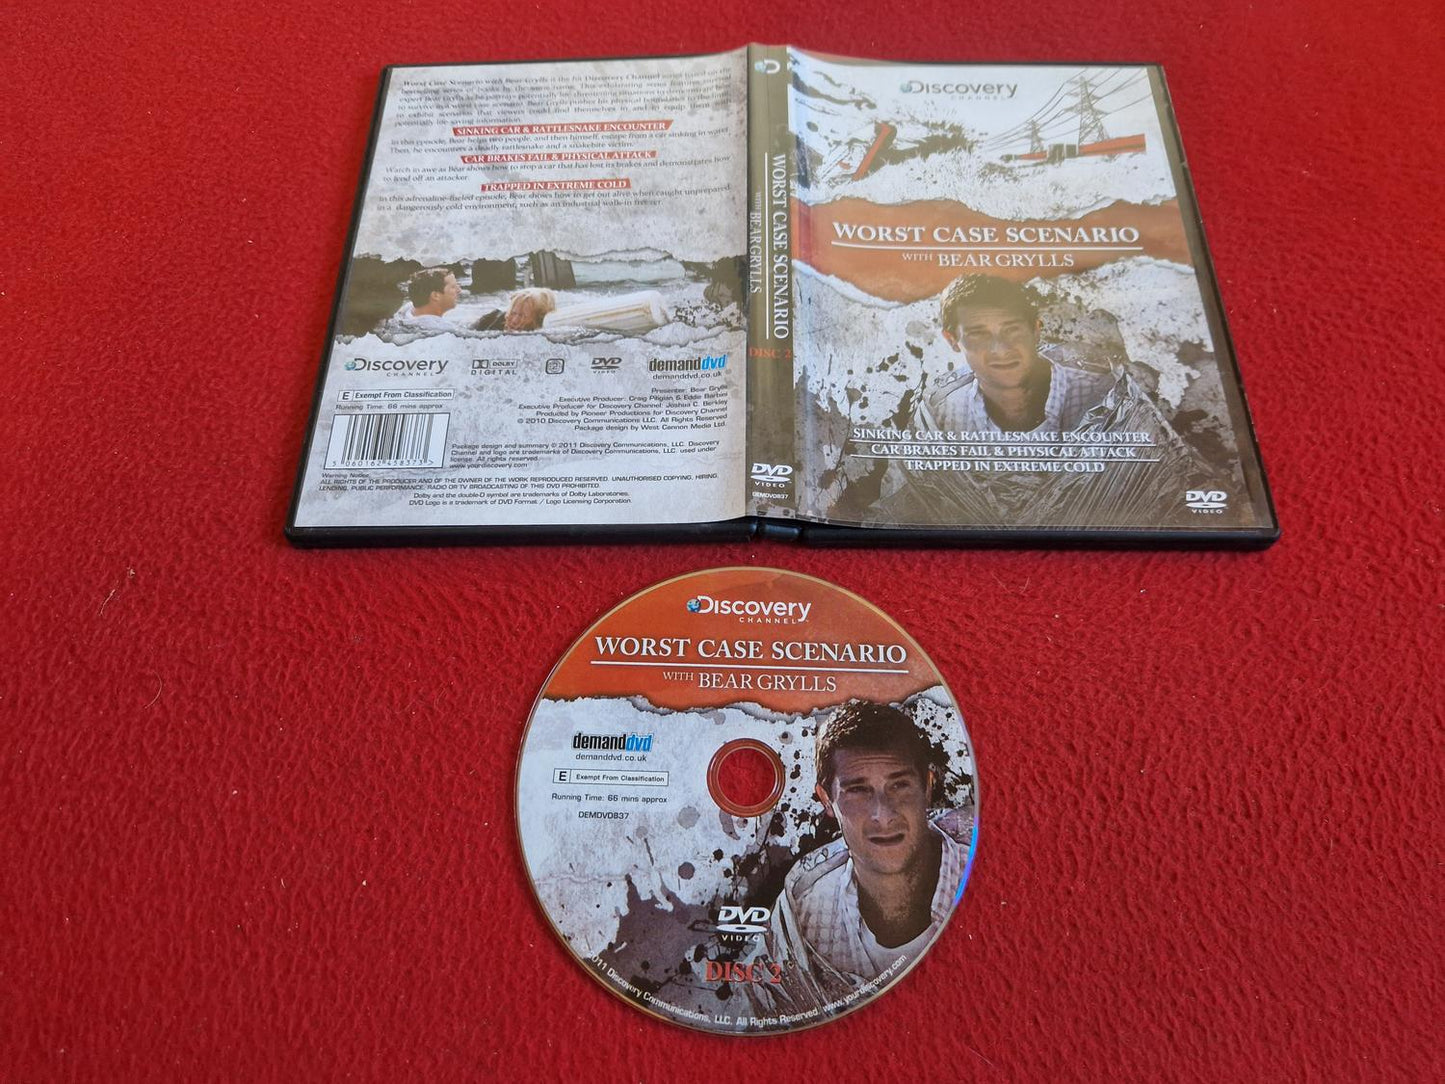 Worst Case Scenario with Bear Grylls is the hit Discovery Channel series based on the
bestselling series of books by the same name. This exhilarating series features survival
expert Bear Grylls as he portrays potentially life threatening situations to demonstrate how
to survive any worst case scenario. Bear Grylls pushes his physical boundaries to the limit
to exhibit scenarios that viewers could find themselves in and to equip them with
potentially life saving information.
SINKING CAR & RATTLESNAKE ENCOUNTER
In this episode, Bear helps two people, and then himself, escape from a car sinking in water.
Then, he encounters a deadly rattlesnake and a snakebite victim.
CAR BRAKES FAIL & PHYSICAL ATTACK
Watch in awe as Bear shows how to stop a car that has lost its brakes and demonstrates how
to fend off an attacker.
TRAPPED IN EXTREME COLD
In this adrenaline-fueled episode, Bear shows how to get out alive when caught unprepared
in a dangerously cold environment, such as an industrial walk-in freezer.
Discovery
CHANNEL
DOLBY
DIGITAL
DVD
VIDEO
demanddvd
demanddvd.co.uk
E Exempt From Classification
Running Time: 66 mins approx
Presenter: Bear Grylls
Executive Producer: Craig Piligian & Eddie Barbini
Executive Producer for Discovery Channel: Joshua C. Berkley
Produced by Pioneer Productions for Discovery Channel
© 2010 Discovery Communications LLC. All Rights Reserved
Package design by West Cannon Media Ltd.
5 060162 458373
Package design and summary © 2011 Discovery Communications, LLC. Discovery
Channel and logo are trademarks of Discovery Communications, LLC. used under
license. All rights reserved.
www.yourdiscovery.com
Warning Notice:
ALL RIGHTS OF THE PRODUCER AND OF THE OWNER OF THE WORK REPRODUCED RESERVED. UNAUTHORISED COPYING, HIRING,
LENDING, PUBLIC PERFORMANCE, RADIO OR TV BROADCASTING OF THIS DVD PROHIBITED.
Dolby and the double-D symbol are trademarks of Dolby Laboratories.
DVD Logo is a trademark of DVD Format / Logo Licensing Corporation
D
WORST CASE SCENARIO
WITH BEAR GRYLLS
DISC 2
DVD
VIDEO
DEMDVD837
Discovery
CHANNEL
WORST CASE SCENARIO
WITH BEAR GRYLLS
SINKING CAR & RATTLESNAKE ENCOUNTER
CAR BRAKES FAIL & PHYSICAL ATTACK
TRAPPED IN EXTREME COLD
DVD
VIDEO
Discovery
CHANNEL
WORST CASE SCENARIO
WITH BEAR GRYLLS
demanddvd
demanddvd.co.uk
E Exempt From Classification
Running Time: 66 mins approx
DEMDVD837
DVD
VIDEO
DISC 2
2011 Discovery Communications, LLC. All Rights Reserved. www.yourdiscovery.com